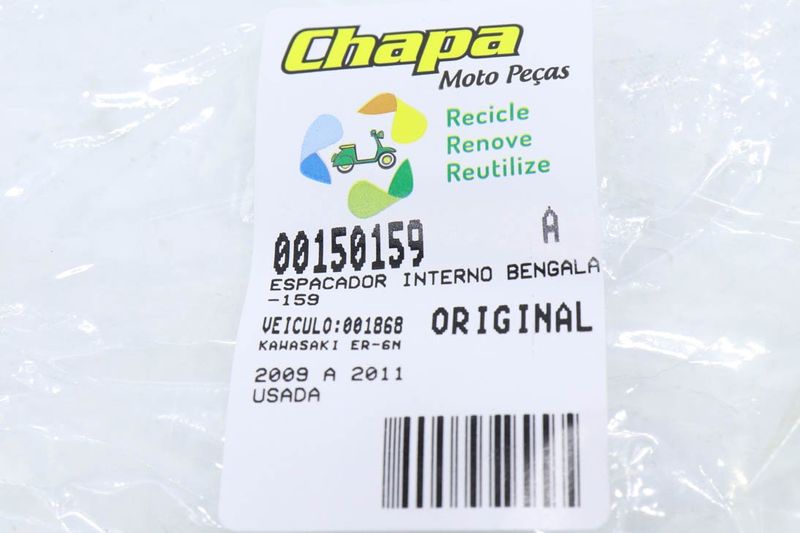 Chapa
Moto Peças
Recicle
Renove
Reutilize
00150159 A
ESPACADOR INTERNO BENGALA
-159
VEICULO:001868 ORIGINAL
KAWASAKI ER-6N
2009 A 2011
USADA